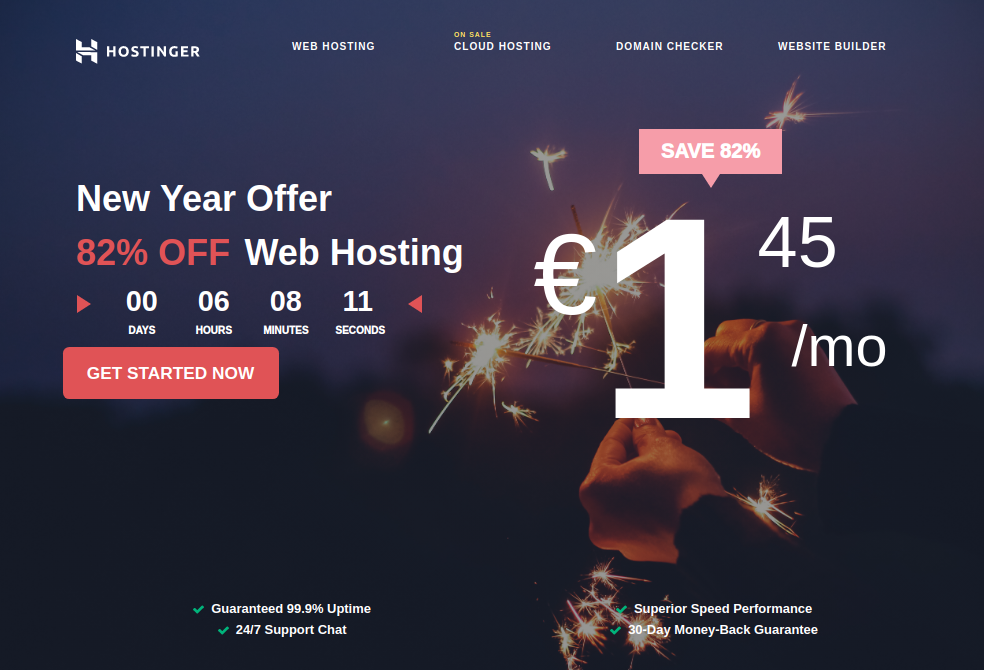 HOSTINGER
WEB HOSTING
ON SALE
CLOUD HOSTING
DOMAIN CHECKER
WEBSITE BUILDER
SAVE 82%
New Year Offer
82% OFF Web Hosting
00 06 08 11
DAYS HOURS MINUTES SECONDS
GET STARTED NOW
€ 1 45
/mo
Guaranteed 99.9% Uptime
24/7 Support Chat
Superior Speed Performance
30-Day Money-Back Guarantee